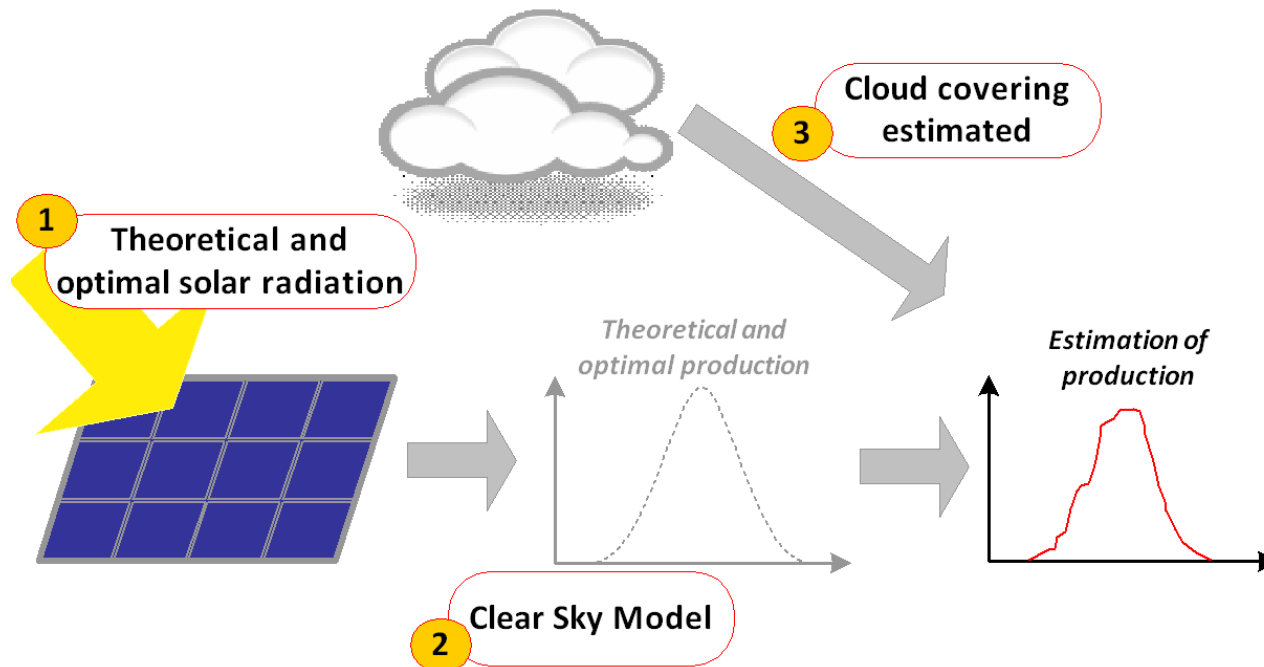 1
Theoretical and
optimal solar radiation
3
Cloud covering
estimated
Theoretical and
optimal production
Estimation of
production
2
Clear Sky Model